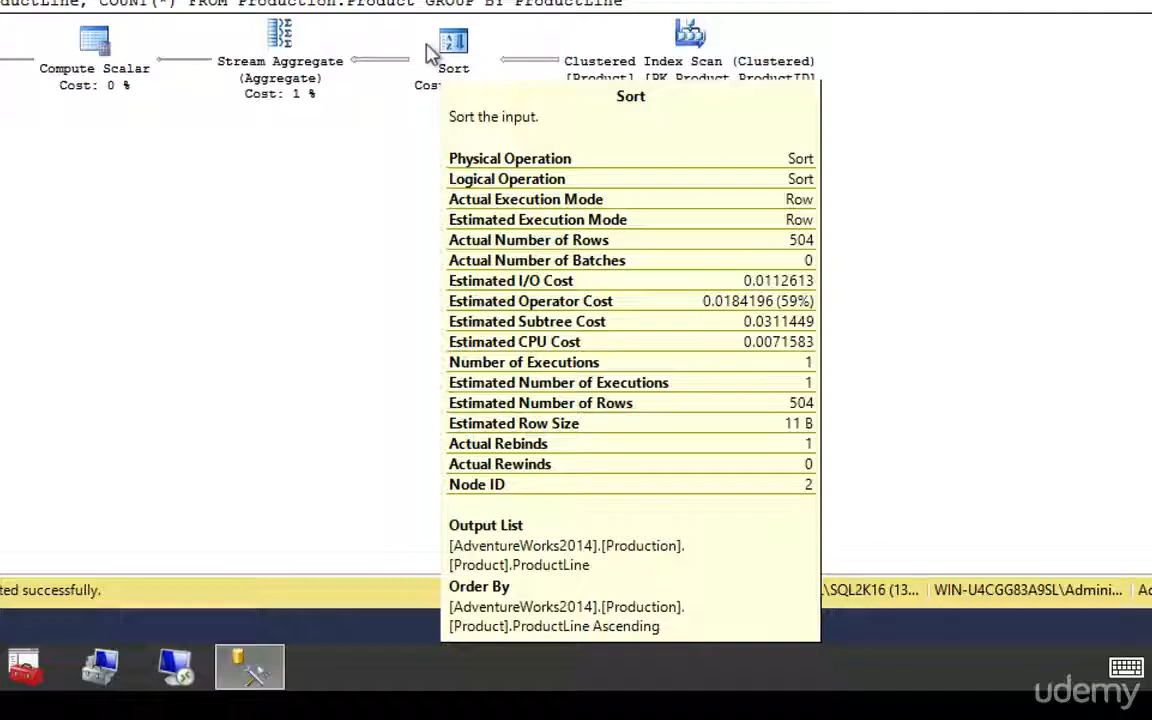 ductLine, COUNT(*) FROM Production.Product GROUP BY ProductLine
Compute Scalar
Cost: 0 %
Stream Aggregate
(Aggregate)
Cost: 1 %
Sort
Cos
Clustered Index Scan (Clustered)
[Product].[PK_Product_ProductID]
Sort
Sort the input.
Physical Operation Sort
Logical Operation Sort
Actual Execution Mode Row
Estimated Execution Mode Row
Actual Number of Rows 504
Actual Number of Batches 0
Estimated I/O Cost 0.0112613
Estimated Operator Cost 0.0184196 (59%)
Estimated Subtree Cost 0.0311449
Estimated CPU Cost 0.0071583
Number of Executions 1
Estimated Number of Executions 1
Estimated Number of Rows 504
Estimated Row Size 11 B
Actual Rebinds 1
Actual Rewinds 0
Node ID 2
Output List
[AdventureWorks2014].[Production].
[Product].ProductLine
Order By
[AdventureWorks2014].[Production].
[Product].ProductLine Ascending
ted successfully.
.\SQL2K16 (13... WIN-U4CGG83A9SL\Admini... Ac
udemy